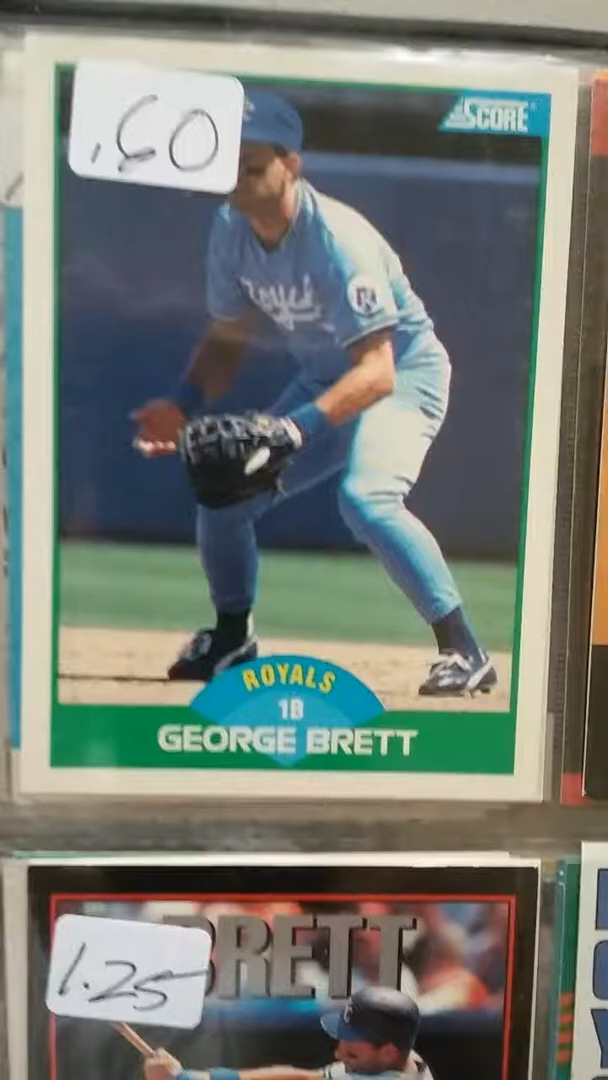 .60
SCORE
Royals
ROYALS
1B
GEORGE BRETT
1.25
BRETT